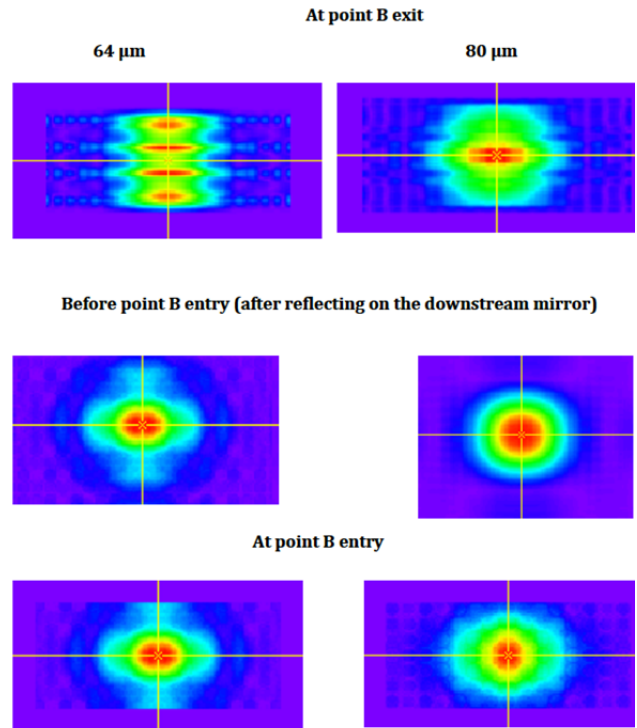 At point B exit
64 μm
80 μm
Before point B entry (after reflecting on the downstream mirror)
At point B entry